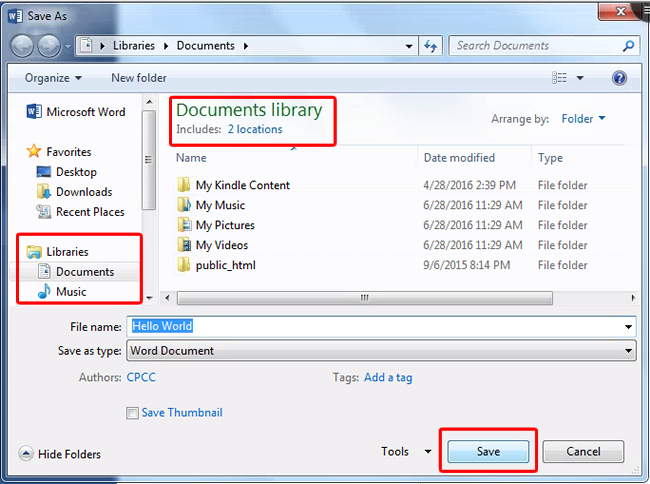 Save As
Libraries Documents
Search Documents
Organize New folder
Microsoft Word
Favorites
Desktop
Downloads
Recent Places
Libraries
Documents
Music
Documents library
Includes: 2 locations
Arrange by: Folder
Name Date modified Type
My Kindle Content 4/28/2016 2:39 PM File folder
My Music 6/28/2016 11:29 AM File folder
My Pictures 6/28/2016 11:29 AM File folder
My Videos 6/28/2016 11:29 AM File folder
public_html 9/6/2015 8:14 PM File folder
File name: Hello World
Save as type: Word Document
Authors: CPCC Tags: Add a tag
Save Thumbnail
Hide Folders Tools Save Cancel